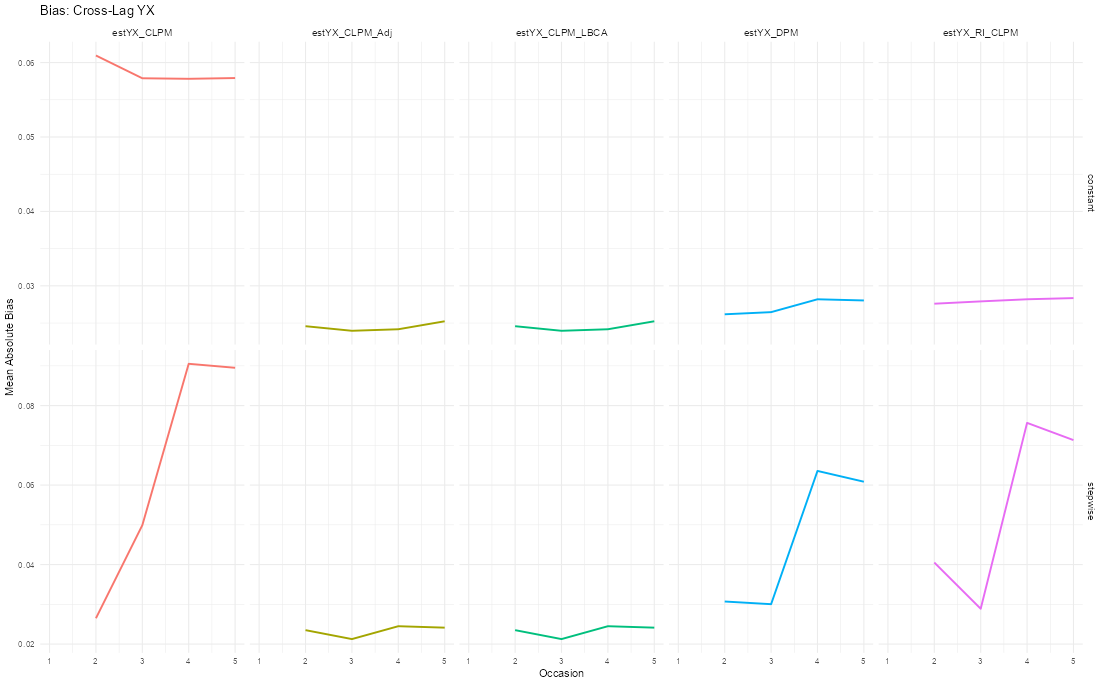 Bias: Cross-Lag YX
estYX_CLPM estYX_CLPM_Adj estYX_CLPM_LBCA estYX_DPM estYX_RI_CLPM
0.06
0.05
0.04
0.03
constant
Mean Absolute Bias
0.08
0.06
0.04
0.02
stepwise
1 2 3 4 5 1 2 3 4 5 1 2 3 4 5 1 2 3 4 5 1 2 3 4 5
Occasion